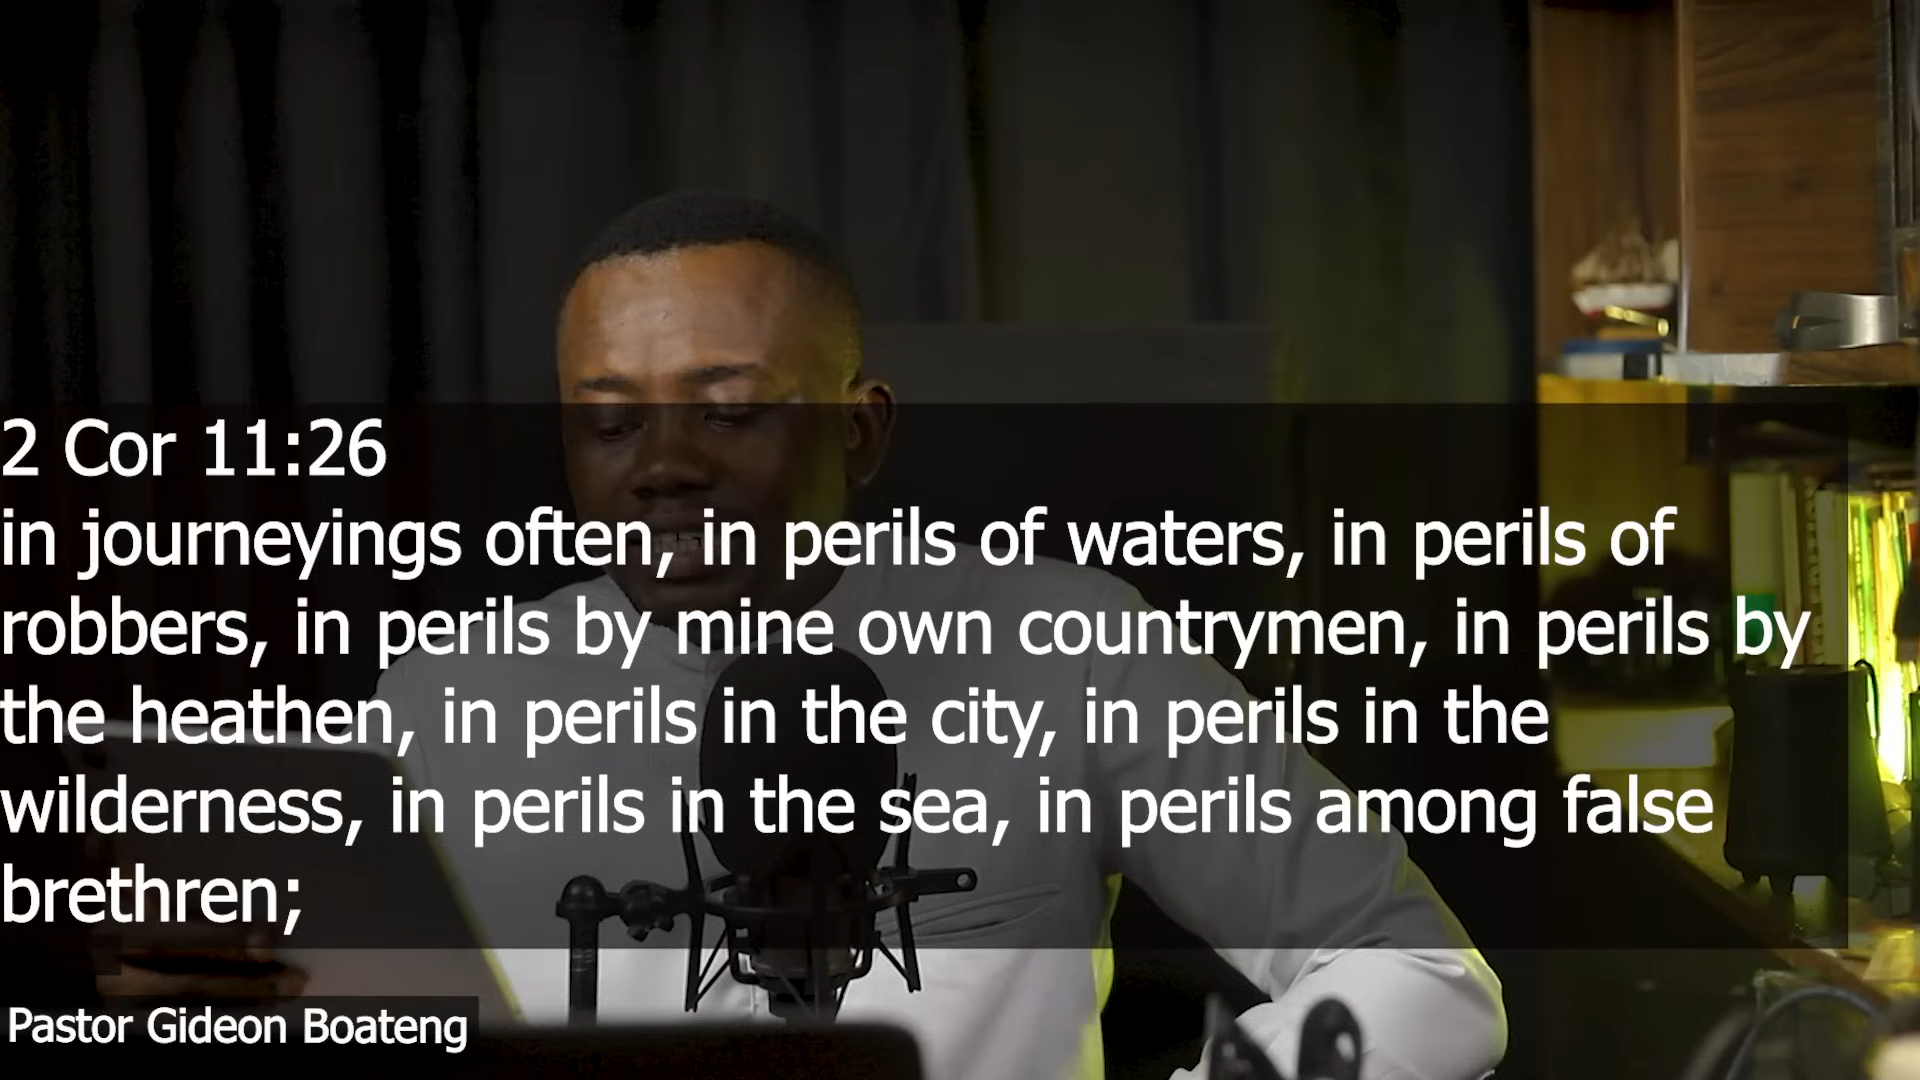 2 Cor 11:26
in journeyings often, in perils of waters, in perils of
robbers, in perils by mine own countrymen, in perils by
the heathen, in perils in the city, in perils in the
wilderness, in perils in the sea, in perils among false
brethren;
Pastor Gideon Boateng